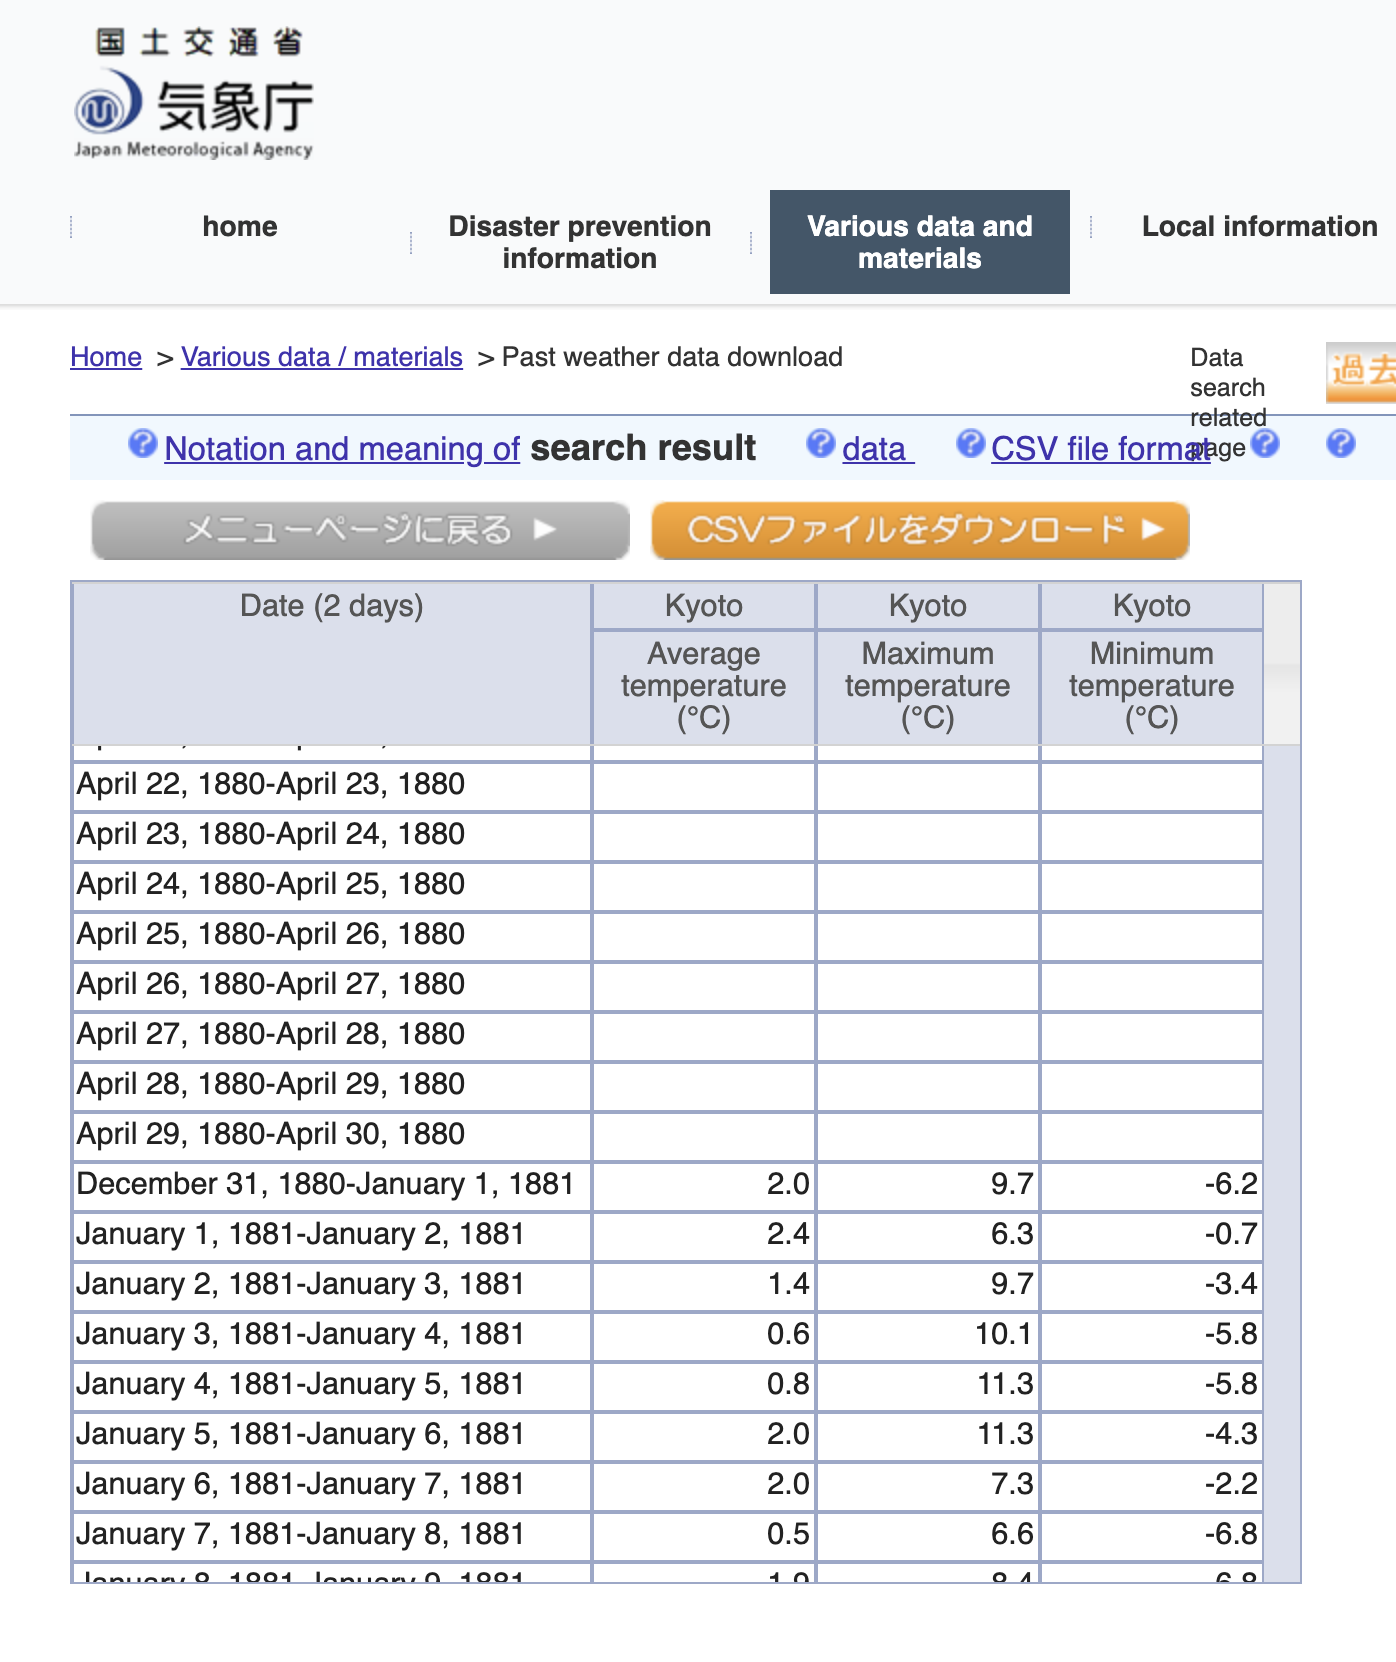 国土交通省
気象庁
Japan Meteorological Agency
home
Disaster prevention
information
Various data and
materials
Local information
Home > Various data / materials > Past weather data download
Data
search
related
page
過去
Notation and meaning of search result data CSV file format
メニューページに戻る ▶
CSVファイルをダウンロード ▶
Date (2 days) Kyoto Kyoto Kyoto
Average Maximum Minimum
temperature temperature temperature
(°C) (°C) (°C)
April 22, 1880-April 23, 1880
April 23, 1880-April 24, 1880
April 24, 1880-April 25, 1880
April 25, 1880-April 26, 1880
April 26, 1880-April 27, 1880
April 27, 1880-April 28, 1880
April 28, 1880-April 29, 1880
April 29, 1880-April 30, 1880
December 31, 1880-January 1, 1881 2.0 9.7 -6.2
January 1, 1881-January 2, 1881 2.4 6.3 -0.7
January 2, 1881-January 3, 1881 1.4 9.7 -3.4
January 3, 1881-January 4, 1881 0.6 10.1 -5.8
January 4, 1881-January 5, 1881 0.8 11.3 -5.8
January 5, 1881-January 6, 1881 2.0 11.3 -4.3
January 6, 1881-January 7, 1881 2.0 7.3 -2.2
January 7, 1881-January 8, 1881 0.5 6.6 -6.8